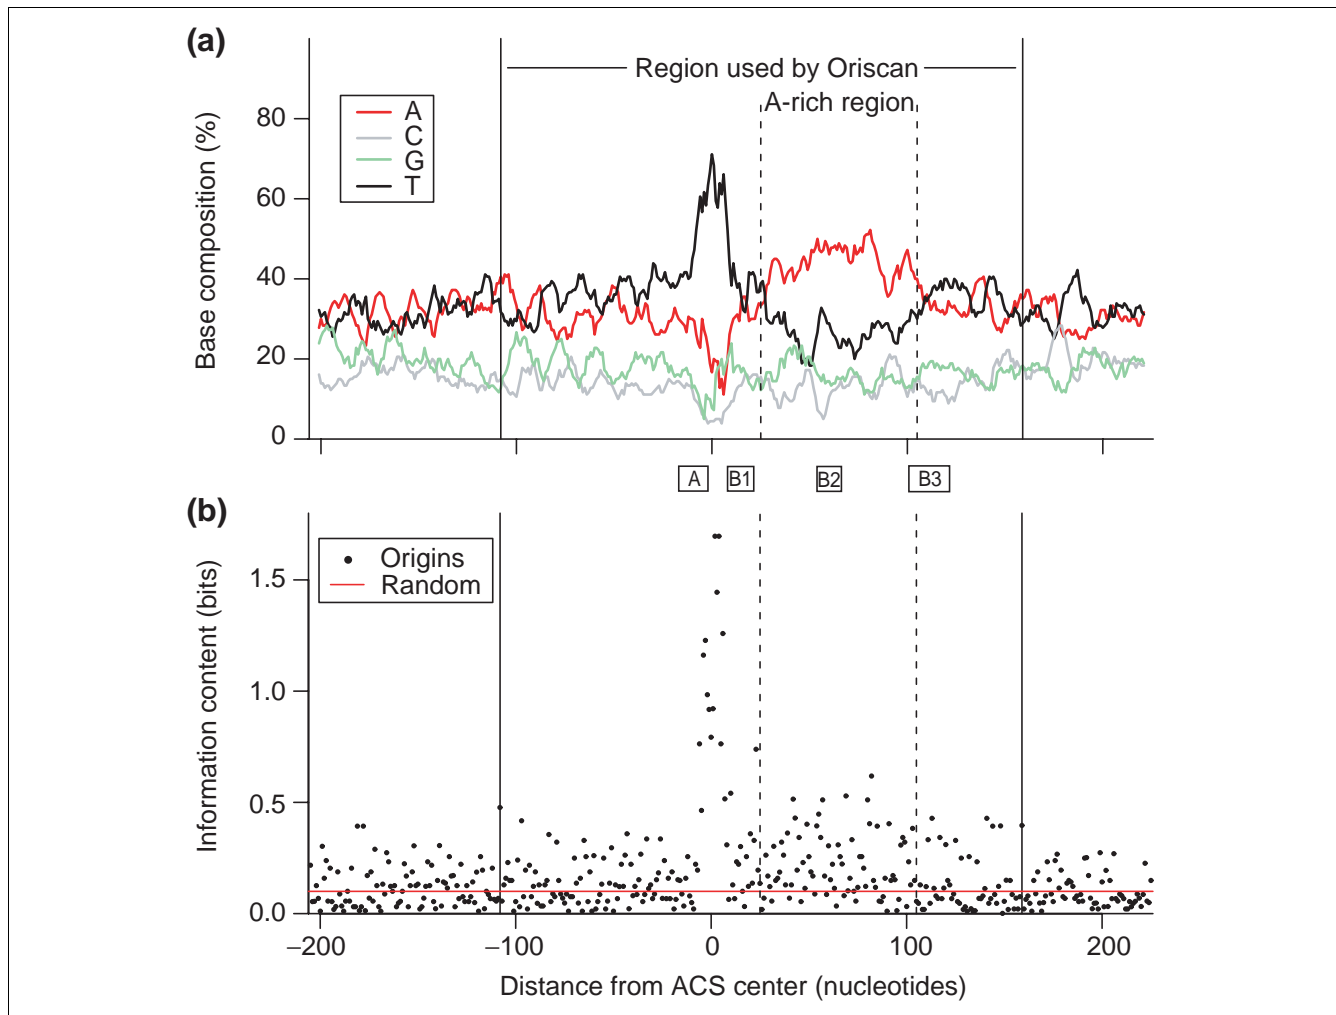 (a)
Region used by Oriscan
A-rich region
A
C
G
T
Base composition (%)
80
60
40
20
0
A B1 B2 B3
(b)
Origins
Random
Information content (bits)
1.5
1.0
0.5
0.0
−200 −100 0 100 200
Distance from ACS center (nucleotides)